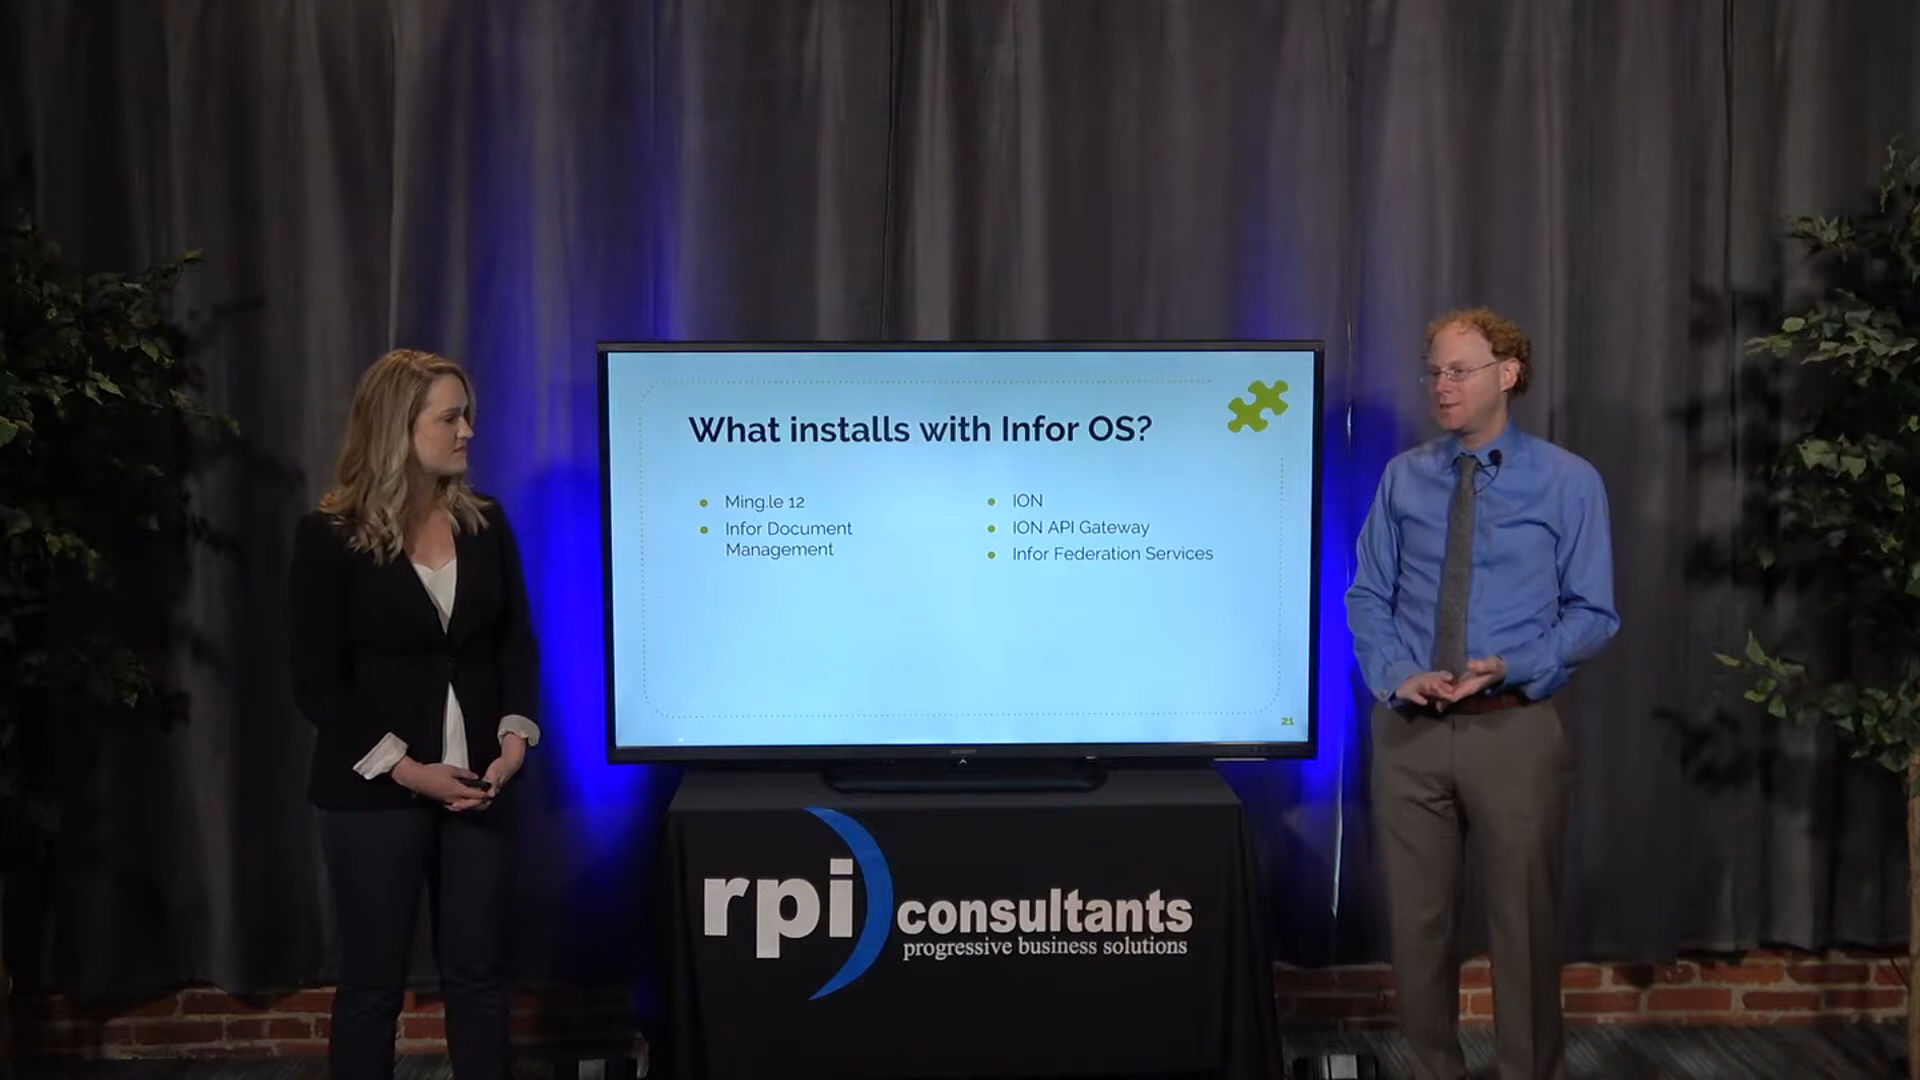 What installs with Infor OS?
Ming.le 12
Infor Document
Management
ION
ION API Gateway
Infor Federation Services
21
rpi consultants
progressive business solutions